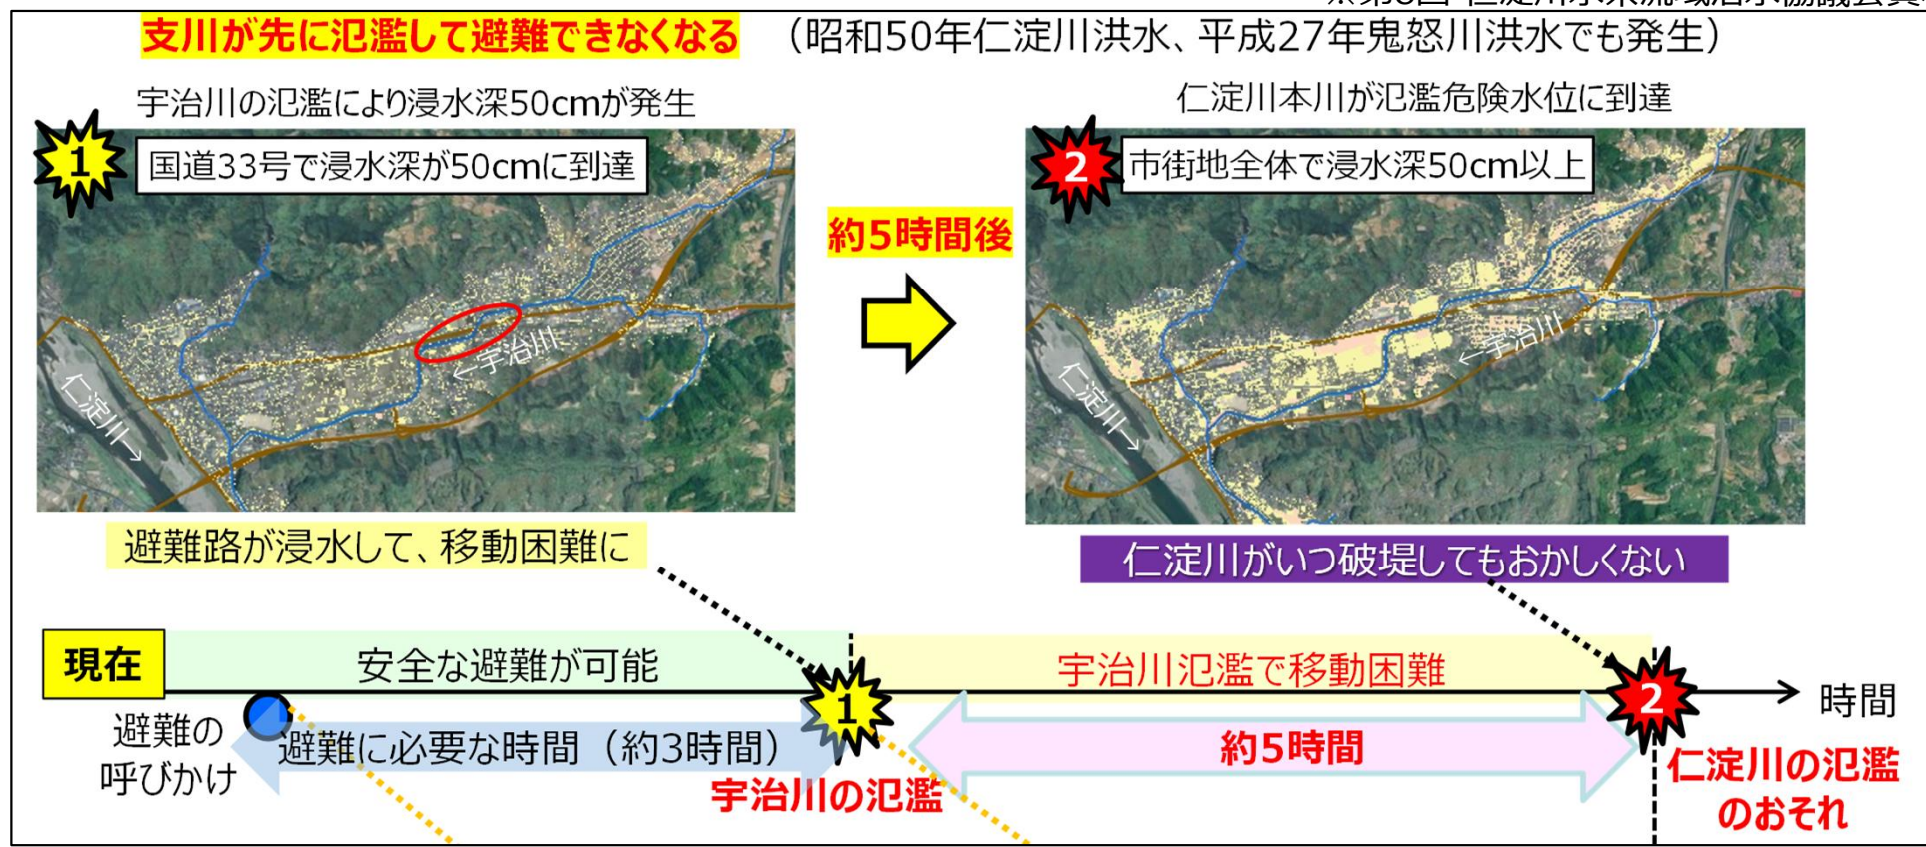 支川が先に氾濫して避難できなくなる (昭和50年仁淀川洪水、平成27年鬼怒川洪水でも発生)
宇治川の氾濫により浸水深50cmが発生
1
国道33号で浸水深が50cmに到達
←宇治川
仁淀川→
避難路が浸水して、移動困難に
約5時間後
仁淀川本川が氾濫危険水位に到達
2
市街地全体で浸水深50cm以上
←宇治川
仁淀川→
仁淀川がいつ破堤してもおかしくない
現在
安全な避難が可能
宇治川氾濫で移動困難
1
2
時間
避難の
呼びかけ
避難に必要な時間(約3時間)
約5時間
宇治川の氾濫
仁淀川の氾濫
のおそれ